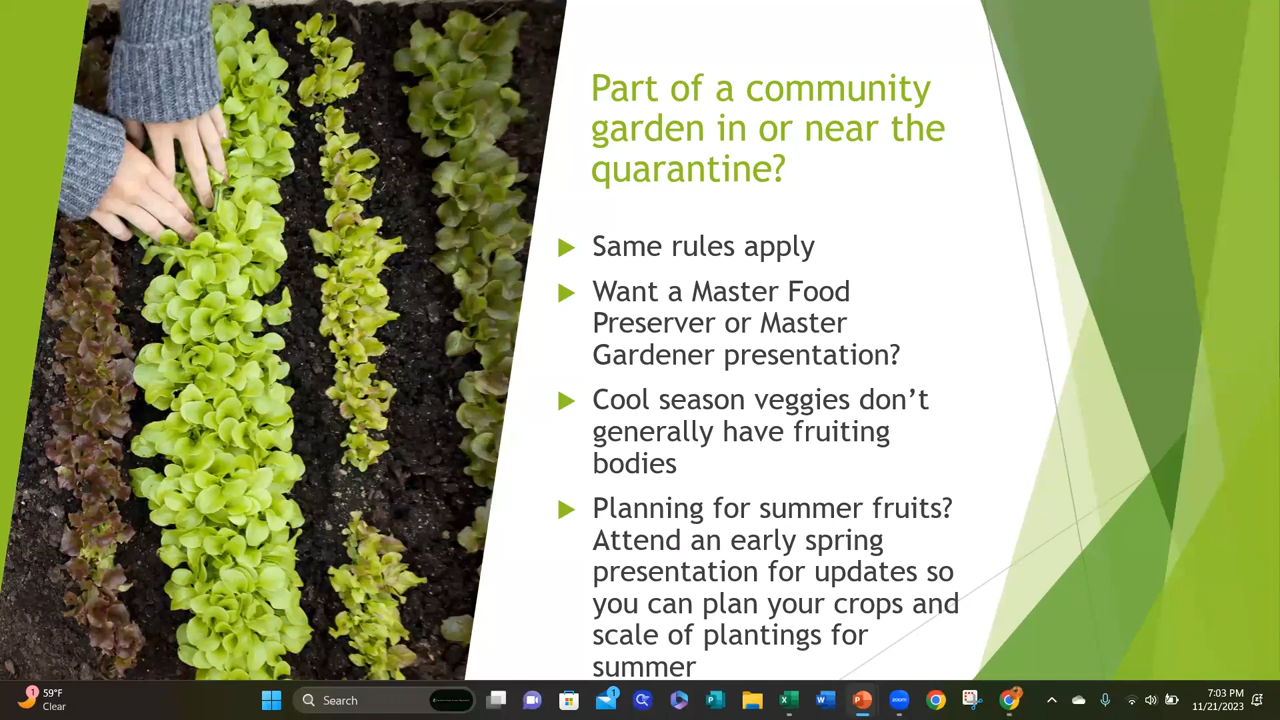 Part of a community
garden in or near the
quarantine?
Same rules apply
Want a Master Food
Preserver or Master
Gardener presentation?
Cool season veggies don’t
generally have fruiting
bodies
Planning for summer fruits?
Attend an early spring
presentation for updates so
you can plan your crops and
scale of plantings for
summer
1
59°F
Clear
Search
1
7:03 PM
11/21/2023